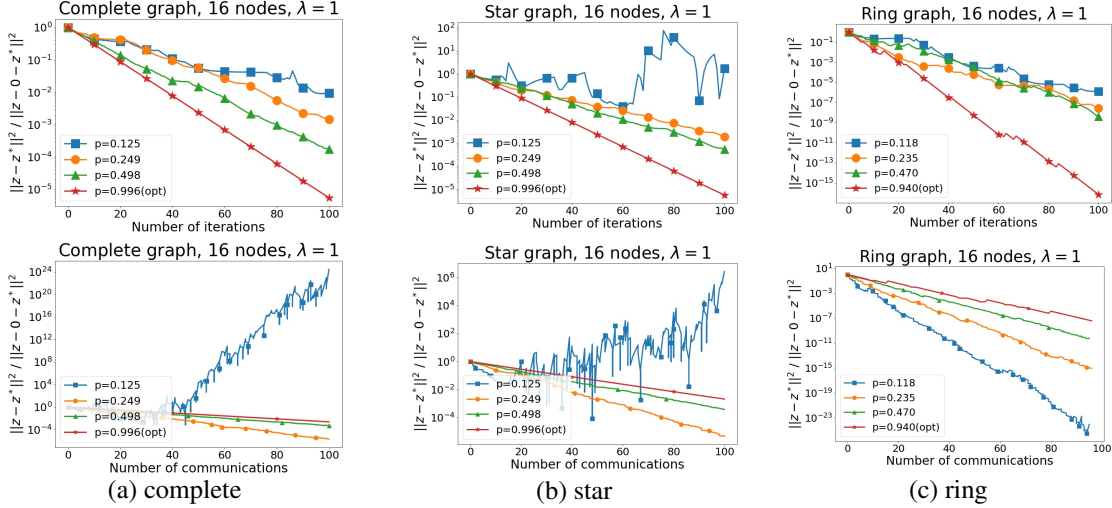 Complete graph, 16 nodes, λ = 1
||z − z*||² / ||z − 0 − z*||²
10⁰
10⁻¹
10⁻²
10⁻³
10⁻⁴
10⁻⁵
p=0.125
p=0.249
p=0.498
p=0.996(opt)
0 20 40 60 80 100
Number of iterations
Star graph, 16 nodes, λ = 1
||z − z*||² / ||z − 0 − z*||²
10²
10¹
10⁰
10⁻¹
10⁻²
10⁻³
10⁻⁴
10⁻⁵
p=0.125
p=0.249
p=0.498
p=0.996(opt)
0 20 40 60 80 100
Number of iterations
Ring graph, 16 nodes, λ = 1
||z − z*||² / ||z − 0 − z*||²
10⁻¹
10⁻³
10⁻⁵
10⁻⁷
10⁻⁹
10⁻¹¹
10⁻¹³
10⁻¹⁵
p=0.118
p=0.235
p=0.470
p=0.940(opt)
0 20 40 60 80 100
Number of iterations
Complete graph, 16 nodes, λ = 1
||z − z*||² / ||z − 0 − z*||²
10²⁴
10²⁰
10¹⁶
10¹²
10⁸
10⁴
10⁰
10⁻⁴
p=0.125
p=0.249
p=0.498
p=0.996(opt)
0 20 40 60 80 100
Number of communications
Star graph, 16 nodes, λ = 1
||z − z*||² / ||z − 0 − z*||²
10⁶
10⁴
10²
10⁰
10⁻²
10⁻⁴
p=0.125
p=0.249
p=0.498
p=0.996(opt)
0 20 40 60 80 100
Number of communications
Ring graph, 16 nodes, λ = 1
||z − z*||² / ||z − 0 − z*||²
10¹
10⁻³
10⁻⁷
10⁻¹¹
10⁻¹⁵
10⁻¹⁹
10⁻²³
p=0.118
p=0.235
p=0.470
p=0.940(opt)
0 20 40 60 80 100
Number of communications
(a) complete
(b) star
(c) ring